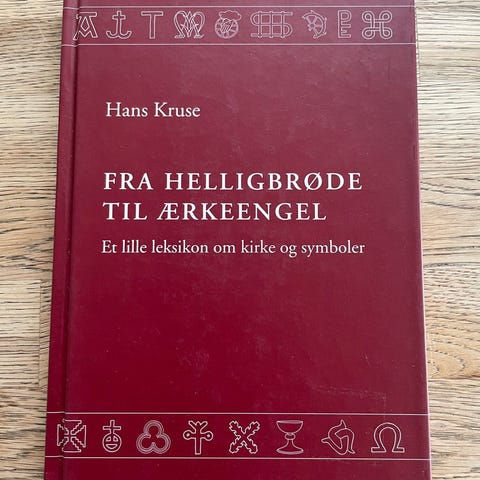 Hans Kruse
FRA HELLIGBRØDE
TIL ÆRKEENGEL
Et lille leksikon om kirke og symboler